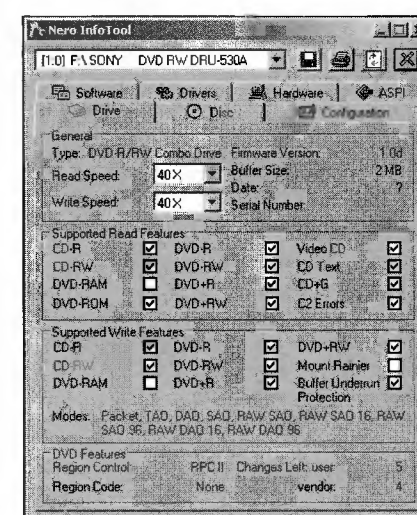 Nero InfoTool
[1:0] F:\ SONY DVD RW DRU-530A
Software Drivers Hardware ASPI
Drive Disc Configuration
General
Type: DVD-R/RW Combo Drive Firmware Version: 1.0d
Read Speed: 40× Buffer Size: 2 MB
Date: ?
Write Speed: 40× Serial Number:
Supported Read Features
CD-R DVD-R Video CD
CD-RW DVD-RW CD Text
DVD-RAM DVD+R CD+G
DVD-ROM DVD+RW C2 Errors
Supported Write Features
CD-R DVD-R DVD+RW
CD-RW DVD-RW Mount Rainier
DVD-RAM DVD+R Buffer Underrun
Protection
Modes: Packet, TAO, DAO, SAO, RAW SAO, RAW SAO 16, RAW
SAO 96, RAW DAO 16, RAW DAO 96
DVD Features
Region Control: RPC II Changes Left: user: 5
Region Code: None vendor: 4